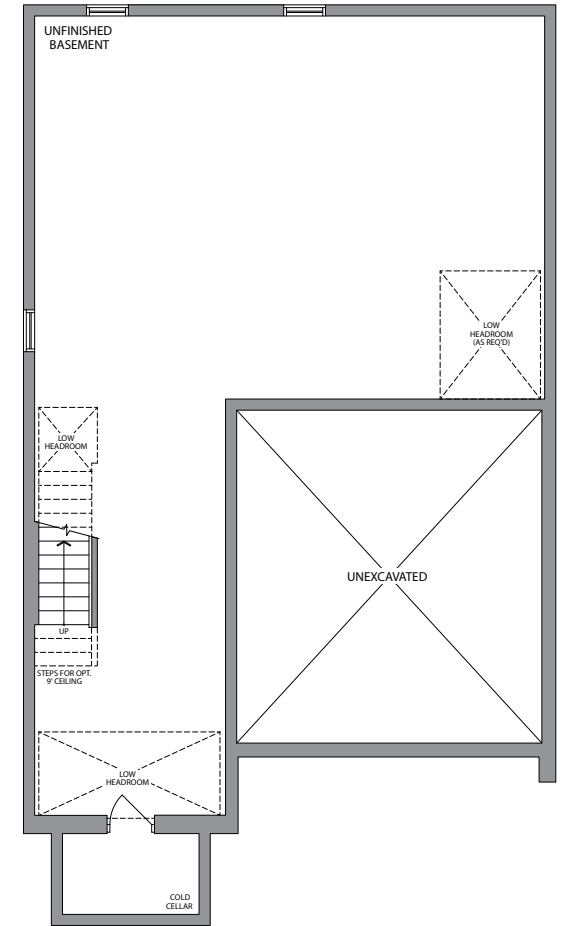 UNFINISHED
BASEMENT
LOW
HEADROOM
(AS REQ'D)
LOW
HEADROOM
UNEXCAVATED
UP
STEPS FOR OPT.
9' CEILING
LOW
HEADROOM
COLD
CELLAR